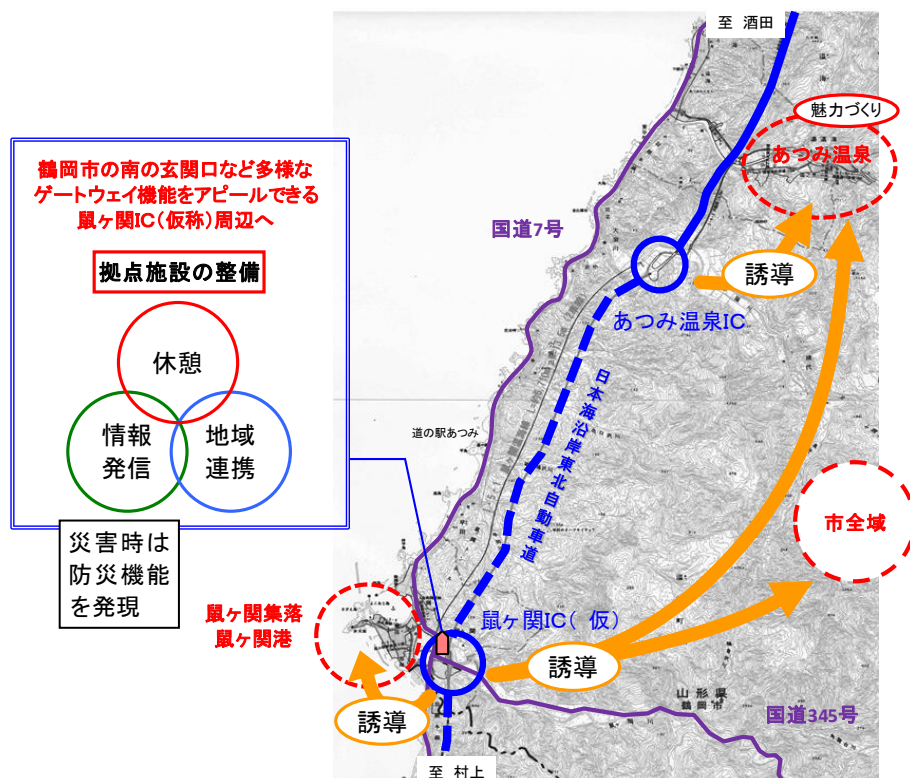 至 酒田
魅力づくり
あつみ温泉
鶴岡市の南の玄関口など多様な
ゲートウェイ機能をアピールできる
鼠ヶ関IC(仮称)周辺へ
拠点施設の整備
休憩
情報
発信
地域
連携
災害時は
防災機能
を発現
国道7号
誘導
あつみ温泉IC
日本海沿岸東北自動車道
道の駅あつみ
市全域
鼠ヶ関集落
鼠ヶ関港
鼠ヶ関IC( 仮)
誘導
山形県
鶴岡市
国道345号
誘導
至 村上